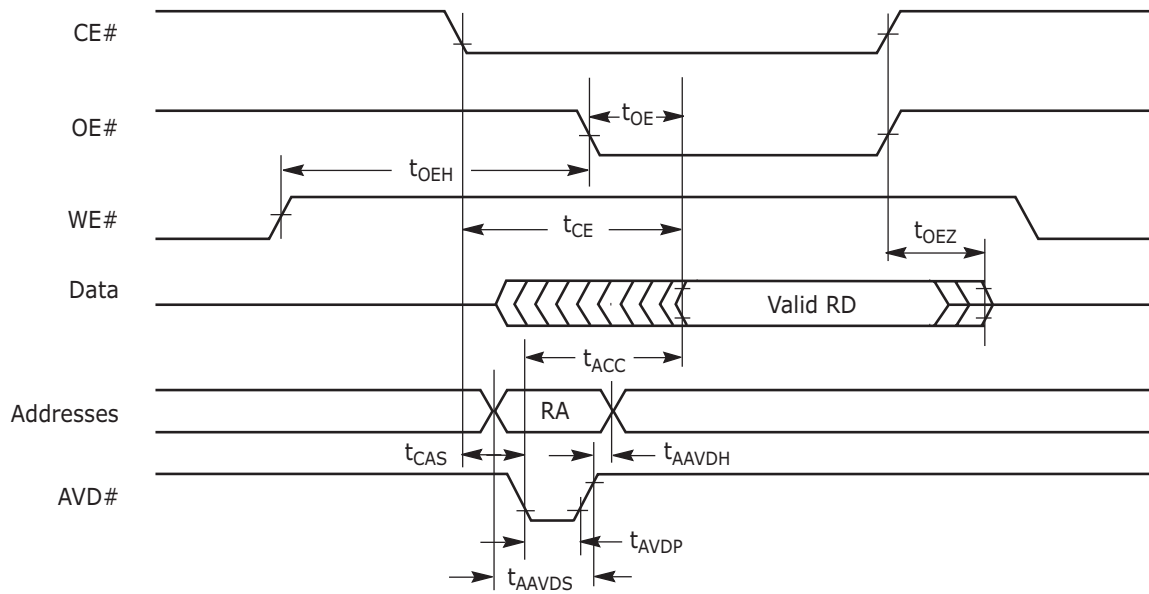 CE#
OE#
tOE
tOEH
WE#
tCE
tOEZ
Data
Valid RD
tACC
Addresses
RA
tCAS
tAAVDH
AVD#
tAVDP
tAAVDS